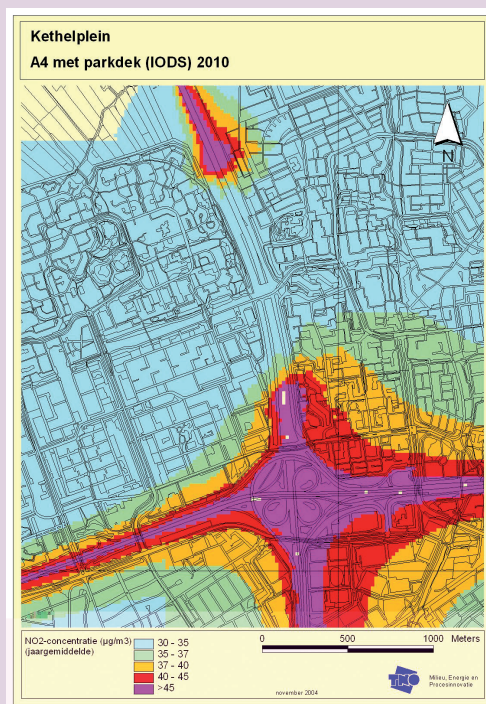 Kethelplein
A4 met parkdek (IODS) 2010
N
NO2-concentratie (µg/m3)
(jaargemiddelde)
30 - 35
35 - 37
37 - 40
40 - 45
>45
0 500 1000 Meters
november 2004
TNO
Milieu, Energie en
Procesinnovatie